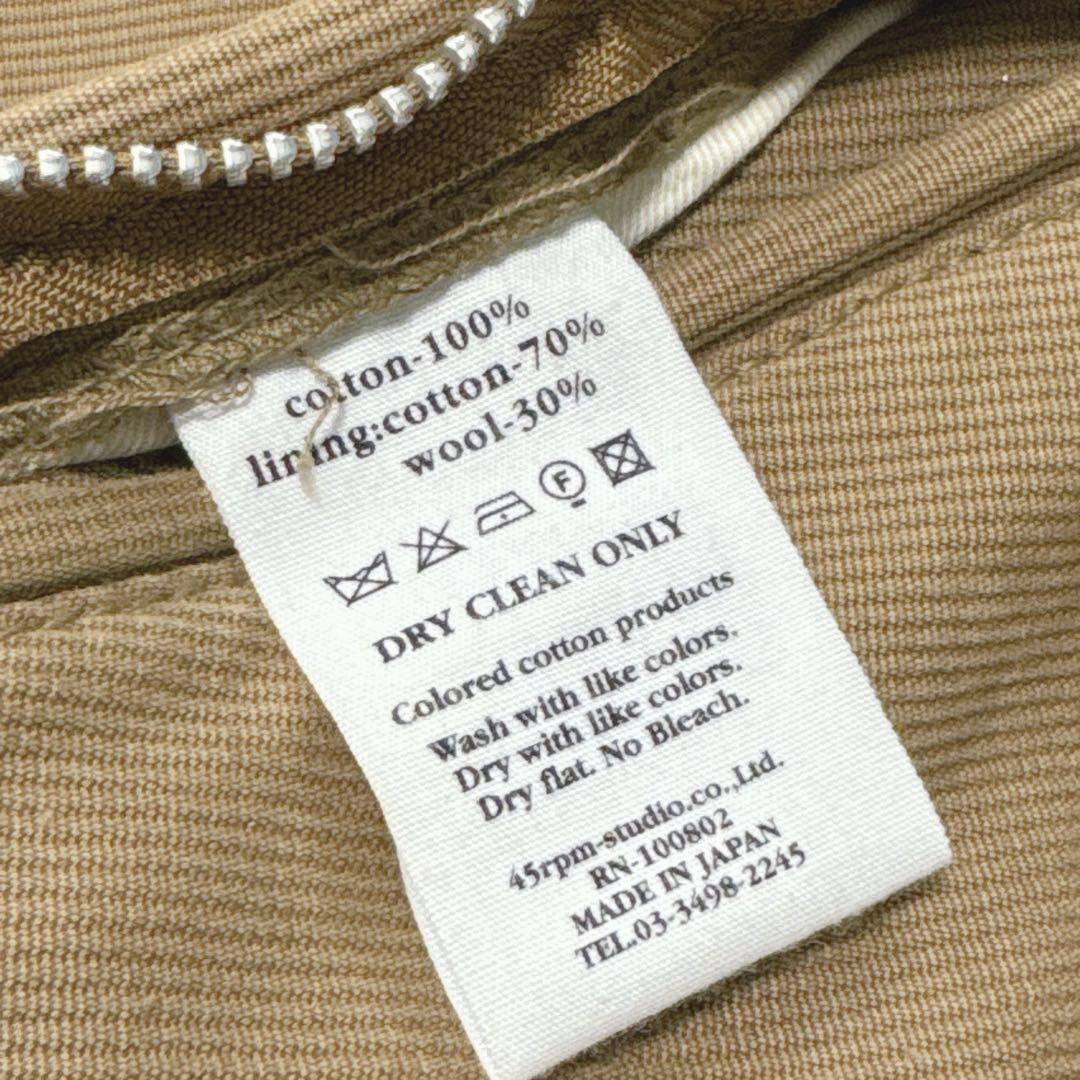 cotton-100%
lining:cotton-70%
wool-30%
F
DRY CLEAN ONLY
Colored cotton products
Wash with like colors.
Dry with like colors.
Dry flat. No Bleach.
45rpm-studio.co.,Ltd.
RN-100802
MADE IN JAPAN
TEL.03-3498-2245